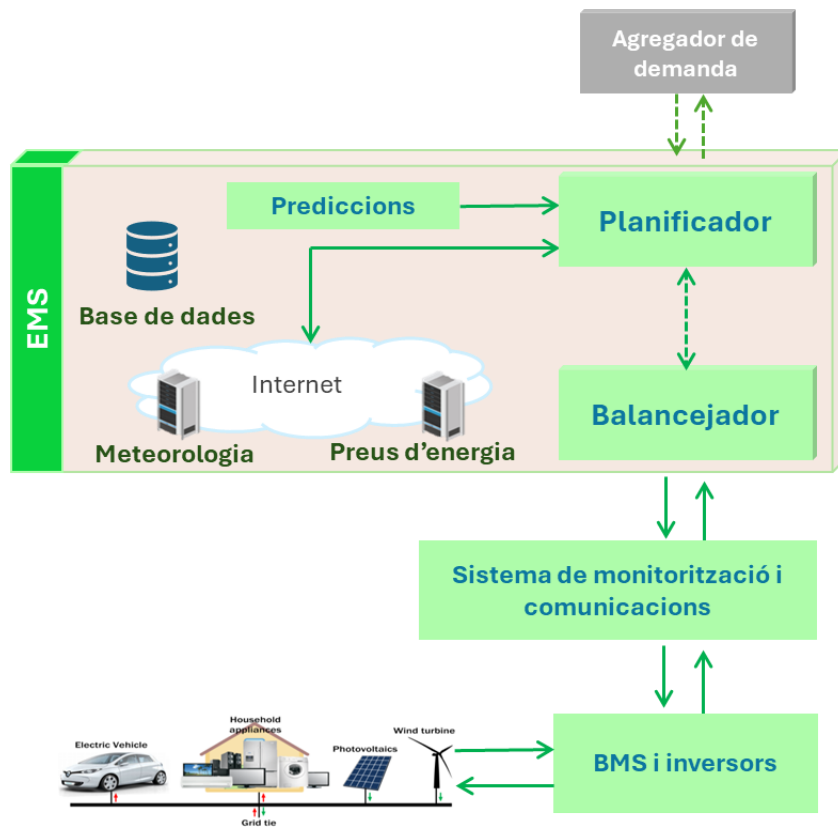 Agregador de
demanda
EMS
Prediccions
Planificador
Base de dades
Internet
Meteorologia
Preus d'energia
Balancejador
Sistema de monitorització i
comunicacions
Electric Vehicle
Household
appliances
Photovoltaics
Wind turbine
Grid tie
BMS i inversors